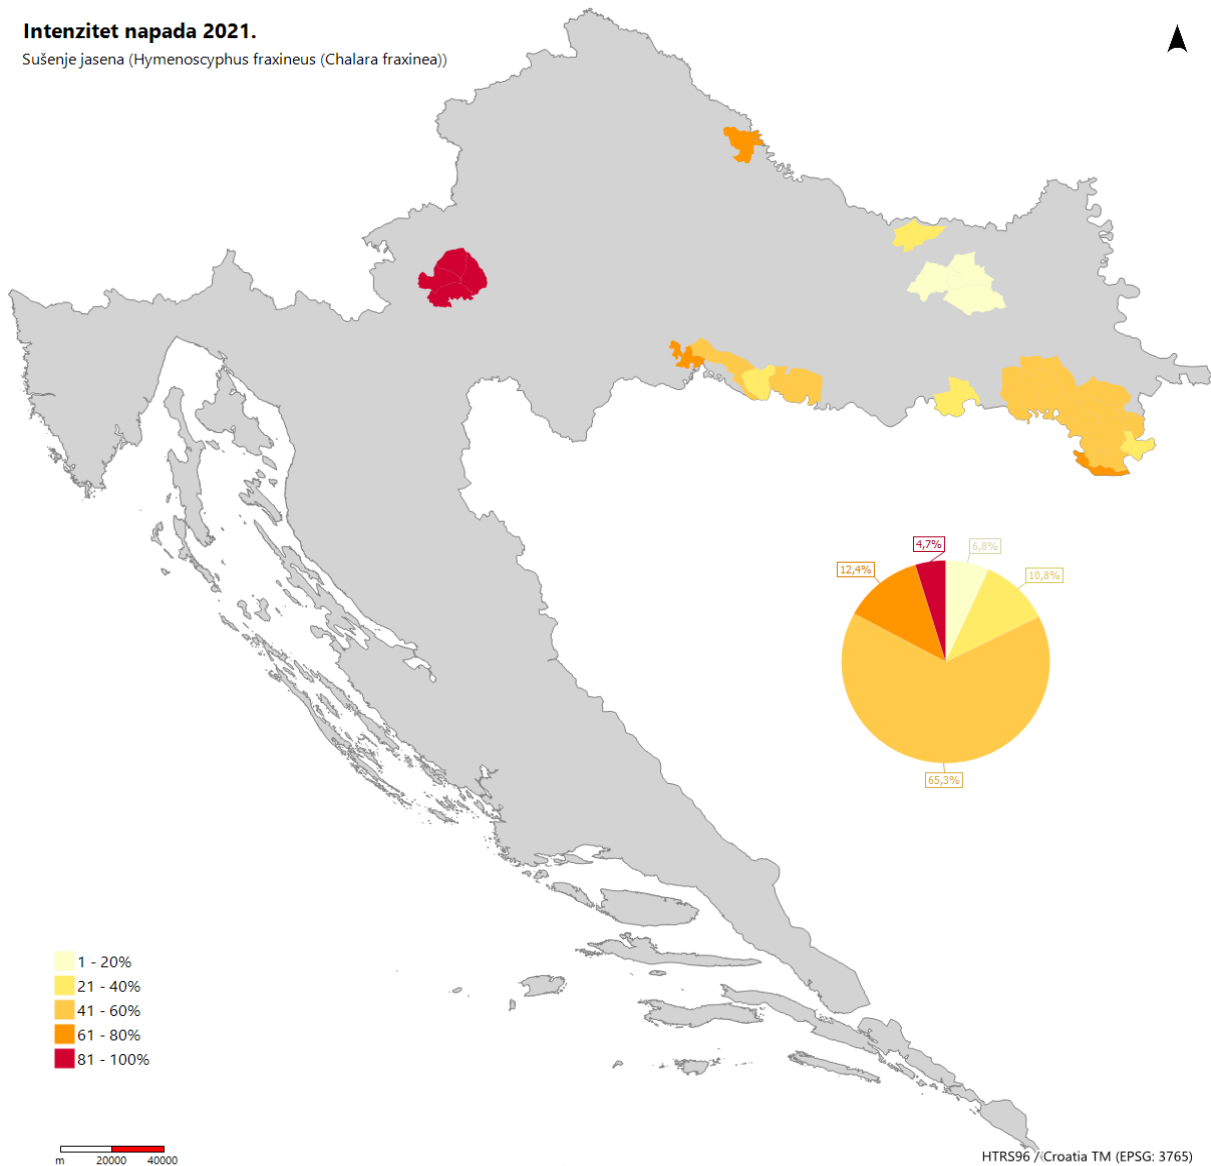 Intenzitet napada 2021.
Sušenje jasena (Hymenoscyphus fraxineus (Chalara fraxinea))
4,7%
6,8%
12,4%
10,8%
65,3%
1 - 20%
21 - 40%
41 - 60%
61 - 80%
81 - 100%
m 20000 40000
HTRS96 / Croatia TM (EPSG: 3765)